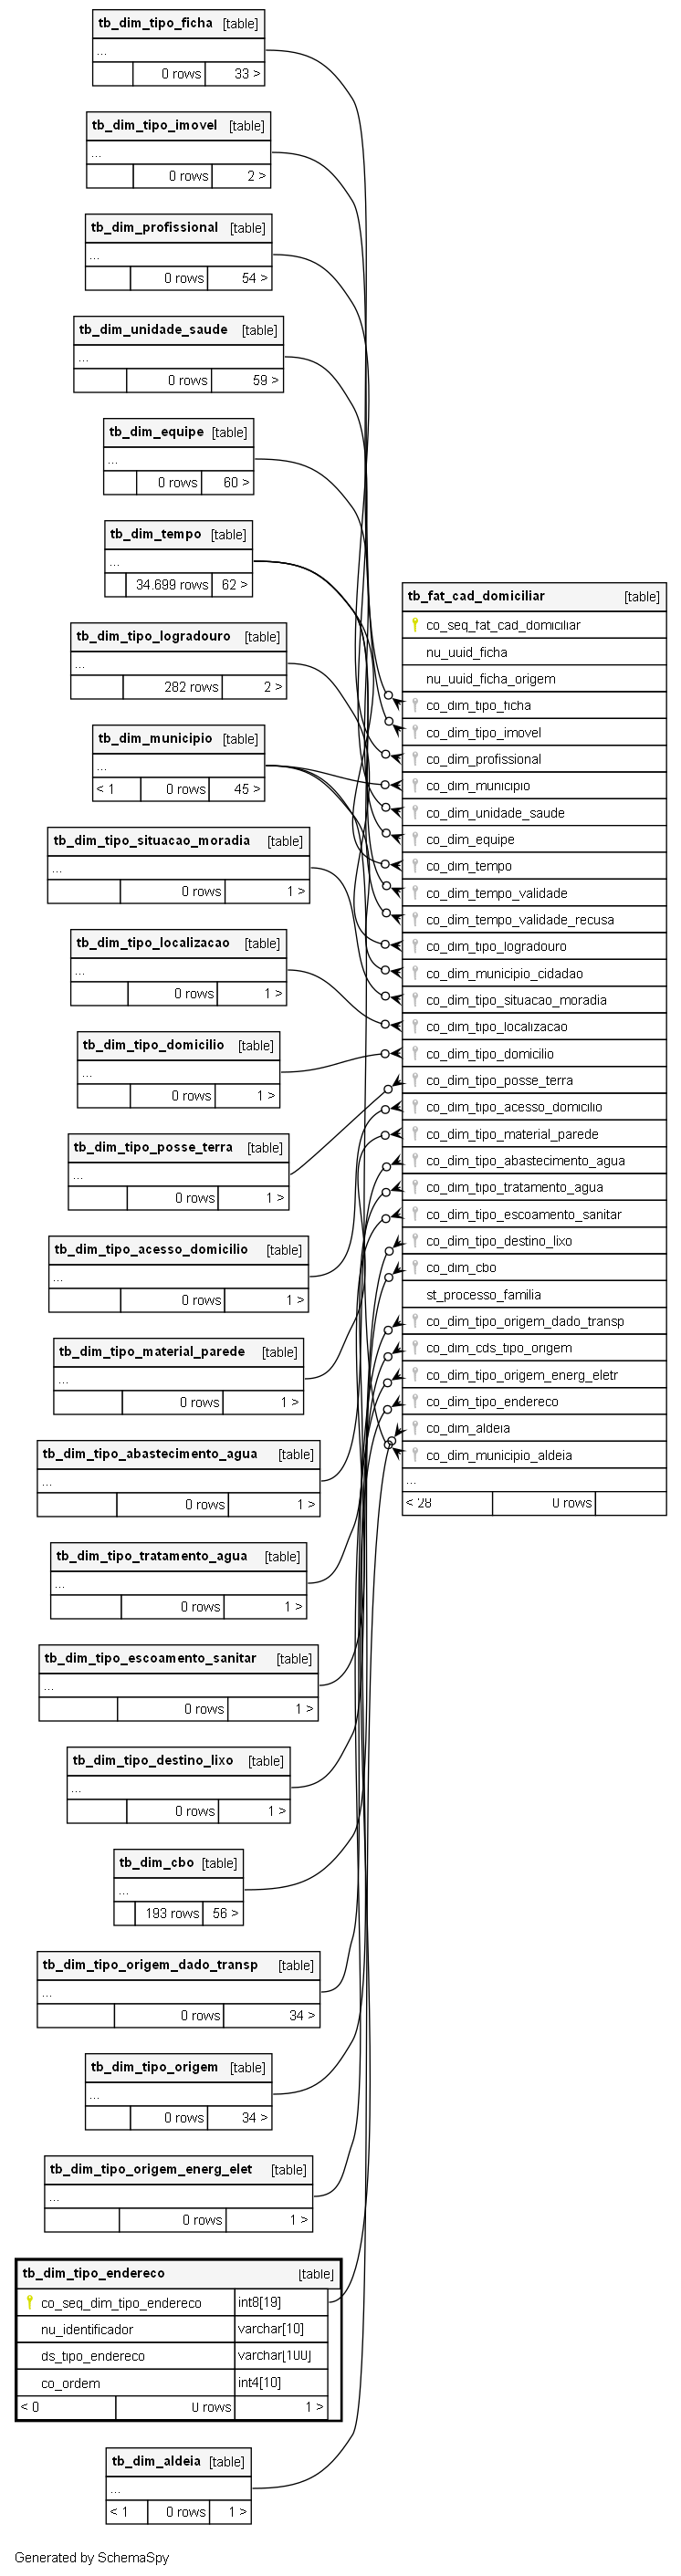 tb_dim_tipo_ficha [table]
...
0 rows 33 >
tb_dim_tipo_imovel [table]
...
0 rows 2 >
tb_dim_profissional [table]
...
0 rows 54 >
tb_dim_unidade_saude [table]
...
0 rows 59 >
tb_dim_equipe [table]
...
0 rows 60 >
tb_dim_tempo [table]
...
34.699 rows 62 >
tb_dim_tipo_logradouro [table]
...
282 rows 2 >
tb_dim_municipio [table]
...
< 1 0 rows 45 >
tb_dim_tipo_situacao_moradia [table]
...
0 rows 1 >
tb_dim_tipo_localizacao [table]
...
0 rows 1 >
tb_dim_tipo_domicilio [table]
...
0 rows 1 >
tb_dim_tipo_posse_terra [table]
...
0 rows 1 >
tb_dim_tipo_acesso_domicilio [table]
...
0 rows 1 >
tb_dim_tipo_material_parede [table]
...
0 rows 1 >
tb_dim_tipo_abastecimento_agua [table]
...
0 rows 1 >
tb_dim_tipo_tratamento_agua [table]
...
0 rows 1 >
tb_dim_tipo_escoamento_sanitar [table]
...
0 rows 1 >
tb_dim_tipo_destino_lixo [table]
...
0 rows 1 >
tb_dim_cbo [table]
...
193 rows 56 >
tb_dim_tipo_origem_dado_transp [table]
...
0 rows 34 >
tb_dim_tipo_origem [table]
...
0 rows 34 >
tb_dim_tipo_origem_energ_elet [table]
...
0 rows 1 >
tb_dim_tipo_endereco [table]
co_seq_dim_tipo_endereco int8[19]
nu_identificador varchar[10]
ds_tipo_endereco varchar[100]
co_ordem int4[10]
< 0 0 rows 1 >
tb_dim_aldeia [table]
...
< 1 0 rows 1 >
tb_fat_cad_domiciliar [table]
co_seq_fat_cad_domiciliar
nu_uuid_ficha
nu_uuid_ficha_origem
co_dim_tipo_ficha
co_dim_tipo_imovel
co_dim_profissional
co_dim_municipio
co_dim_unidade_saude
co_dim_equipe
co_dim_tempo
co_dim_tempo_validade
co_dim_tempo_validade_recusa
co_dim_tipo_logradouro
co_dim_municipio_cidadao
co_dim_tipo_situacao_moradia
co_dim_tipo_localizacao
co_dim_tipo_domicilio
co_dim_tipo_posse_terra
co_dim_tipo_acesso_domicilio
co_dim_tipo_material_parede
co_dim_tipo_abastecimento_agua
co_dim_tipo_tratamento_agua
co_dim_tipo_escoamento_sanitar
co_dim_tipo_destino_lixo
co_dim_cbo
st_processo_familia
co_dim_tipo_origem_dado_transp
co_dim_cds_tipo_origem
co_dim_tipo_origem_energ_eletr
co_dim_tipo_endereco
co_dim_aldeia
co_dim_municipio_aldeia
...
< 28 0 rows
Generated by SchemaSpy